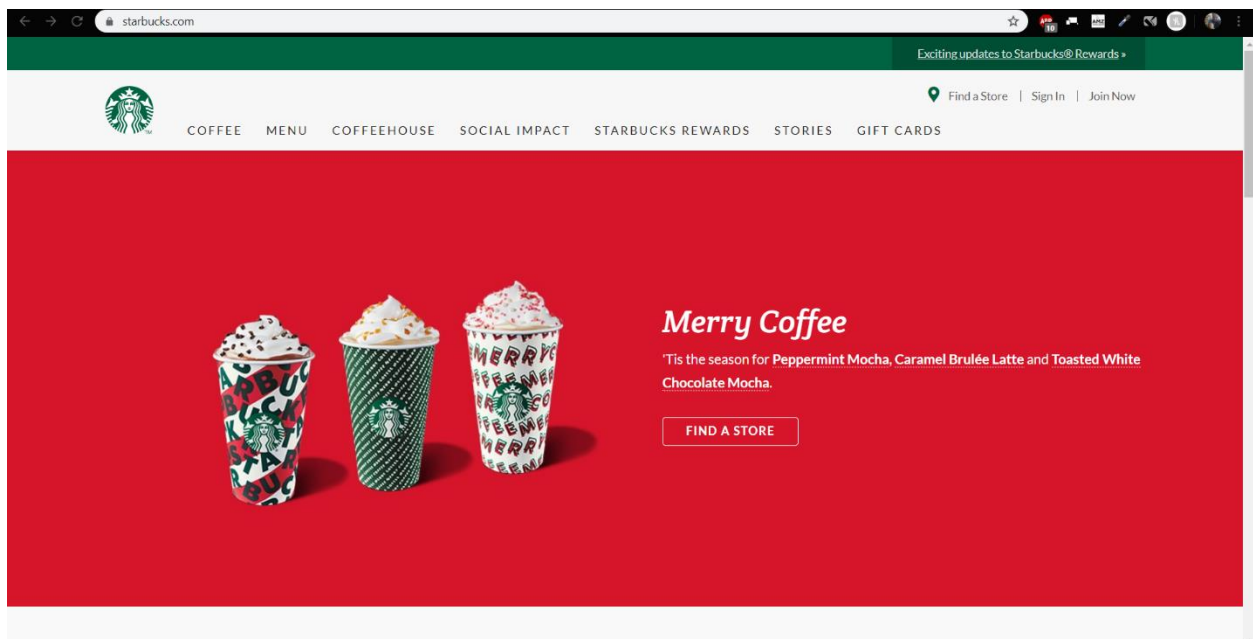 starbucks.com
10
Exciting updates to Starbucks® Rewards »
Find a Store | Sign In | Join Now
COFFEE MENU COFFEEHOUSE SOCIAL IMPACT STARBUCKS REWARDS STORIES GIFT CARDS
Merry Coffee
'Tis the season for Peppermint Mocha, Caramel Brulée Latte and Toasted White
Chocolate Mocha.
FIND A STORE